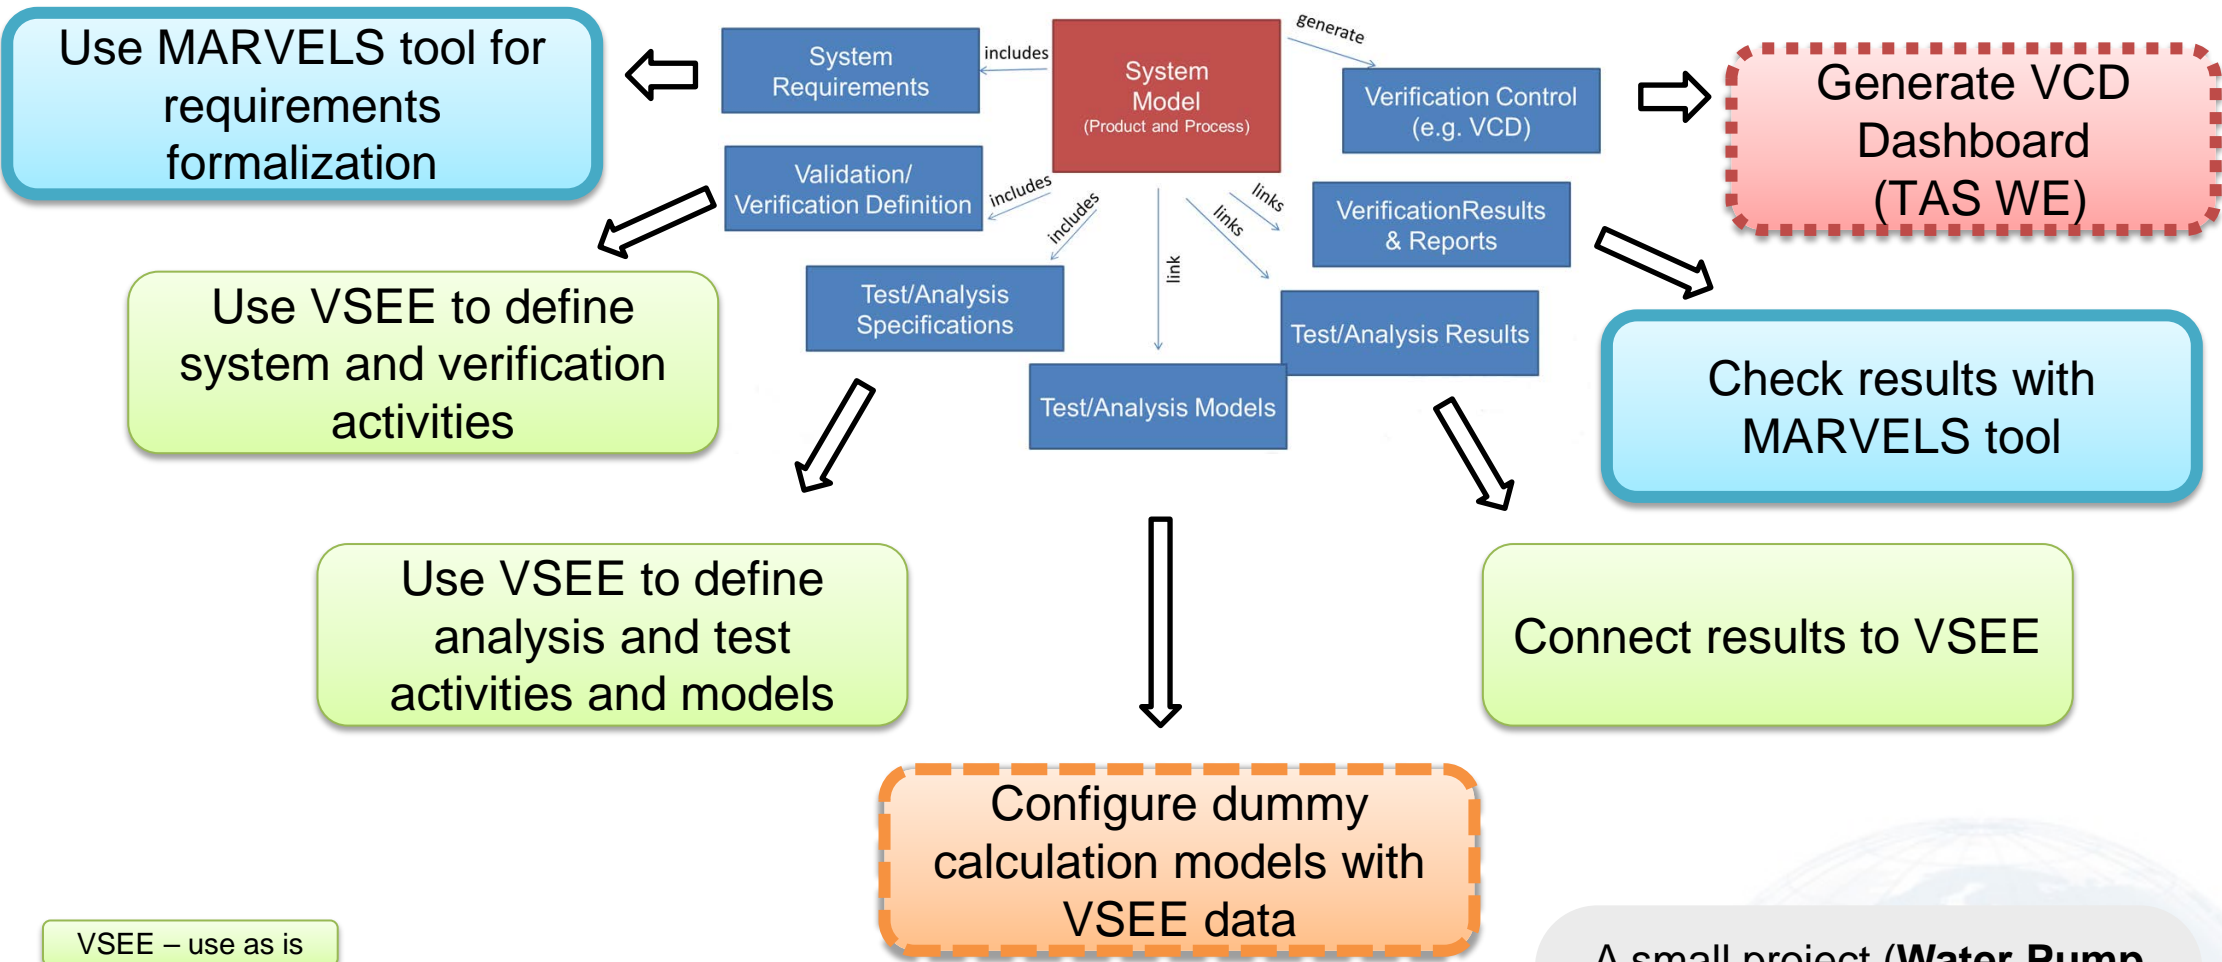 Use MARVELS tool for
requirements
formalization
System
Requirements
includes
System
Model
(Product and Process)
generate
Verification Control
(e.g. VCD)
Generate VCD
Dashboard
(TAS WE)
Validation/
Verification Definition
includes
includes
link
links
links
VerificationResults
& Reports
Test/Analysis
Specifications
Test/Analysis Results
Test/Analysis Models
Use VSEE to define
system and verification
activities
Check results with
MARVELS tool
Use VSEE to define
analysis and test
activities and models
Connect results to VSEE
Configure dummy
calculation models with
VSEE data
VSEE – use as is
A small project (Water Pump